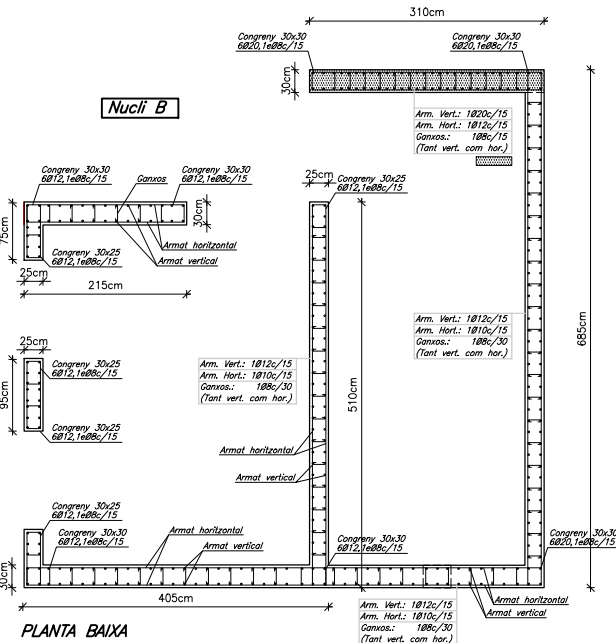 310cm
Congreny 30x30
6Ø20,1eØ8c/15
Congreny 30x30
6Ø20,1eØ8c/15
30cm
Nucli B
Arm. Vert.: 1Ø20c/15
Arm. Hort.: 1Ø12c/15
Ganxos.: 1Ø8c/15
(Tant vert. com hor.)
Congreny 30x30
6Ø12,1eØ8c/15
Ganxos
Congreny 30x30
6Ø12,1eØ8c/15
25cm
Congreny 30x25
6Ø12,1eØ8c/15
75cm
30cm
Armat horitzontal
Armat vertical
Congreny 30x25
6Ø12,1eØ8c/15
25cm
215cm
685cm
Arm. Vert.: 1Ø12c/15
Arm. Hort.: 1Ø10c/15
Ganxos.: 1Ø8c/30
(Tant vert. com hor.)
25cm
Congreny 30x25
6Ø12,1eØ8c/15
95cm
Arm. Vert.: 1Ø12c/15
Arm. Hort.: 1Ø10c/15
Ganxos.: 1Ø8c/30
(Tant vert. com hor.)
510cm
Congreny 30x25
6Ø12,1eØ8c/15
Armat horitzontal
Armat vertical
Congreny 30x25
6Ø12,1eØ8c/15
Congreny 30x30
6Ø12,1eØ8c/15
Armat horitzontal
Armat vertical
Congreny 30x30
6Ø12,1eØ8c/15
Congreny 30x30
6Ø20,1eØ8c/15
30cm
405cm
Armat horitzontal
Armat vertical
Arm. Vert.: 1Ø12c/15
Arm. Hort.: 1Ø10c/15
Ganxos.: 1Ø8c/30
(Tant vert. com hor.)
PLANTA BAIXA